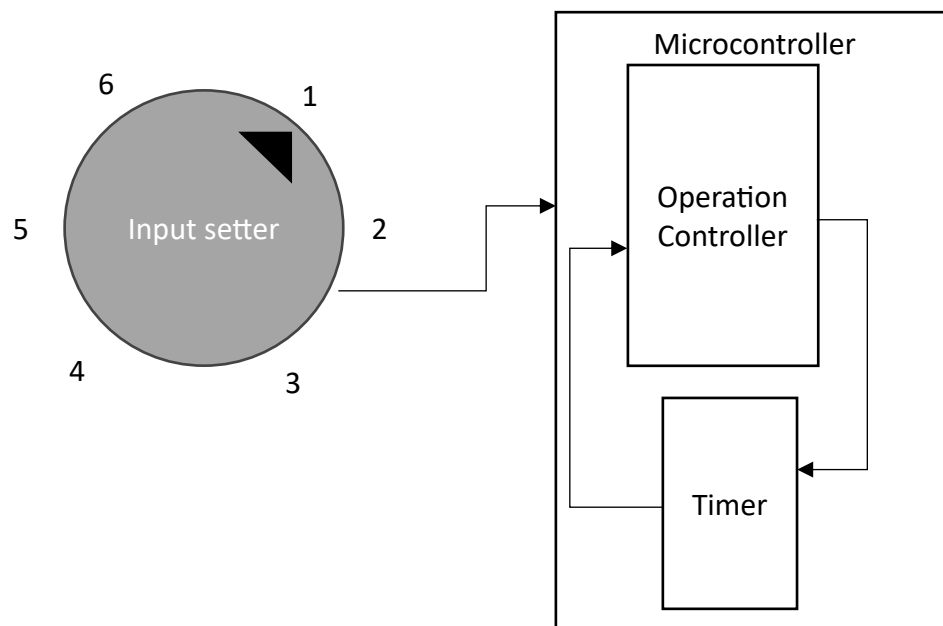 6
1
5
Input setter
2
4
3
Microcontroller
Operation
Controller
Timer